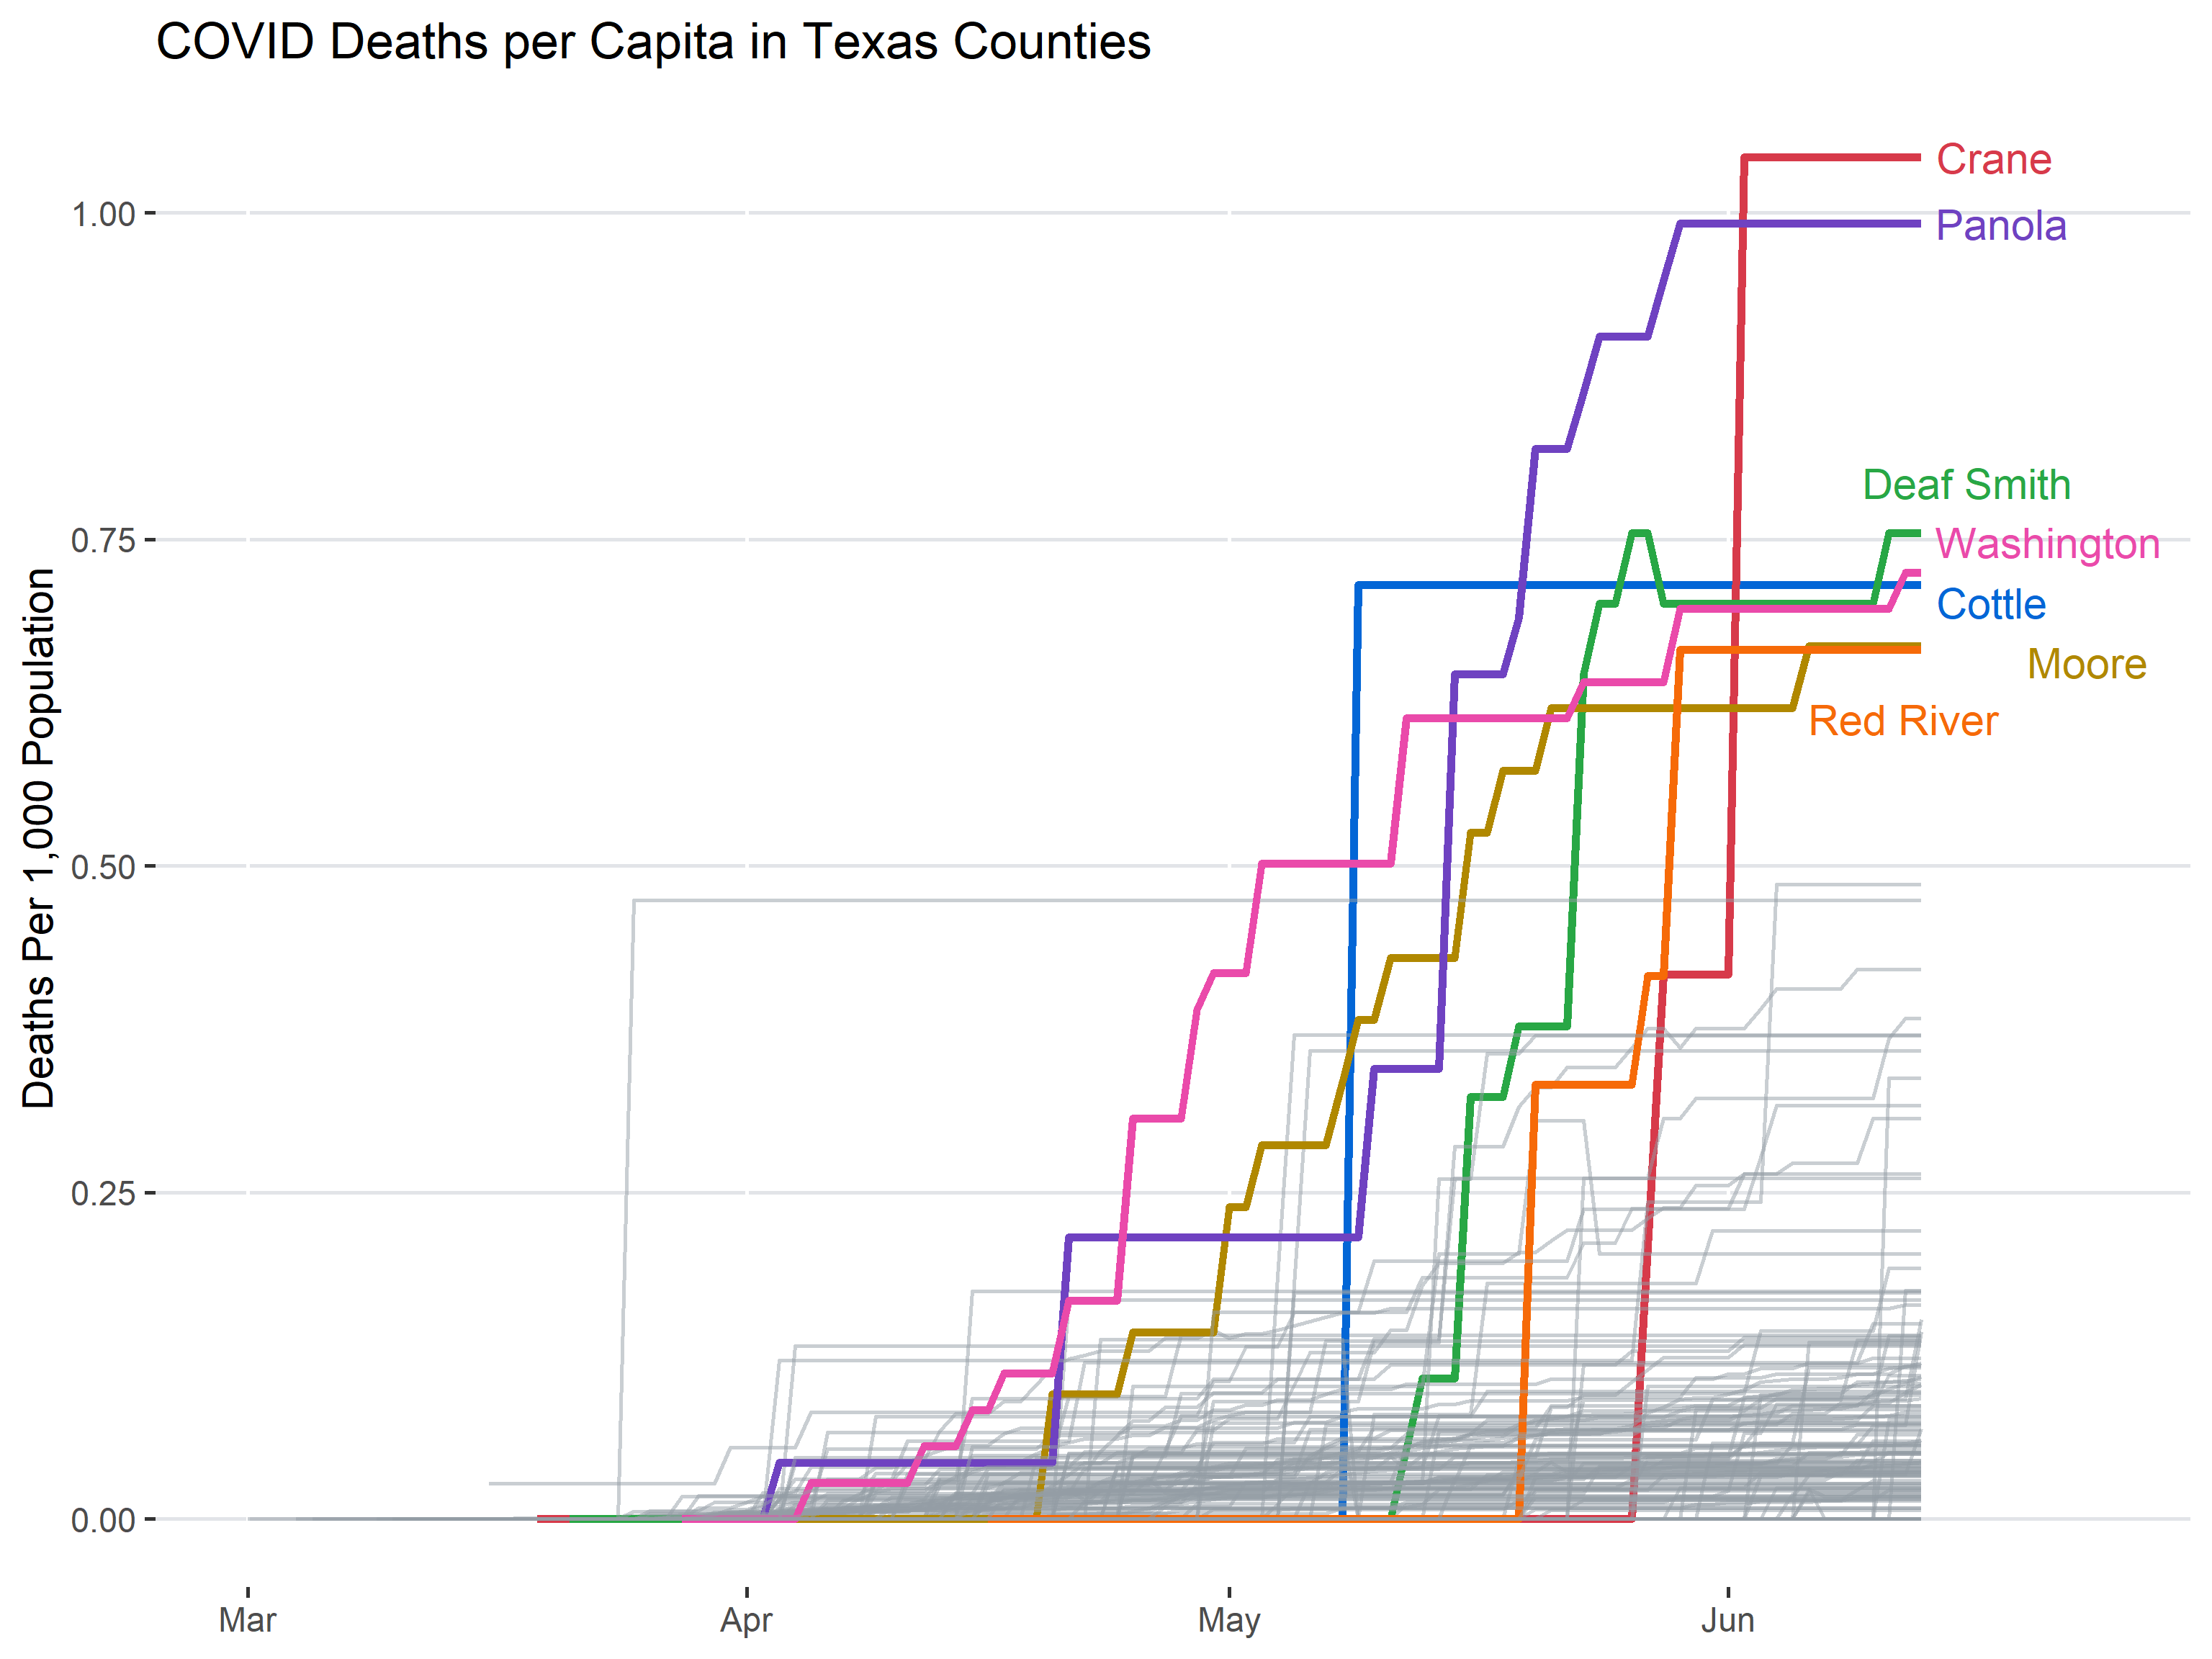 COVID Deaths per Capita in Texas Counties
Deaths Per 1,000 Population
1.00
0.75
0.50
0.25
0.00
Crane
Panola
Deaf Smith
Washington
Cottle
Moore
Red River
Mar
Apr
May
Jun